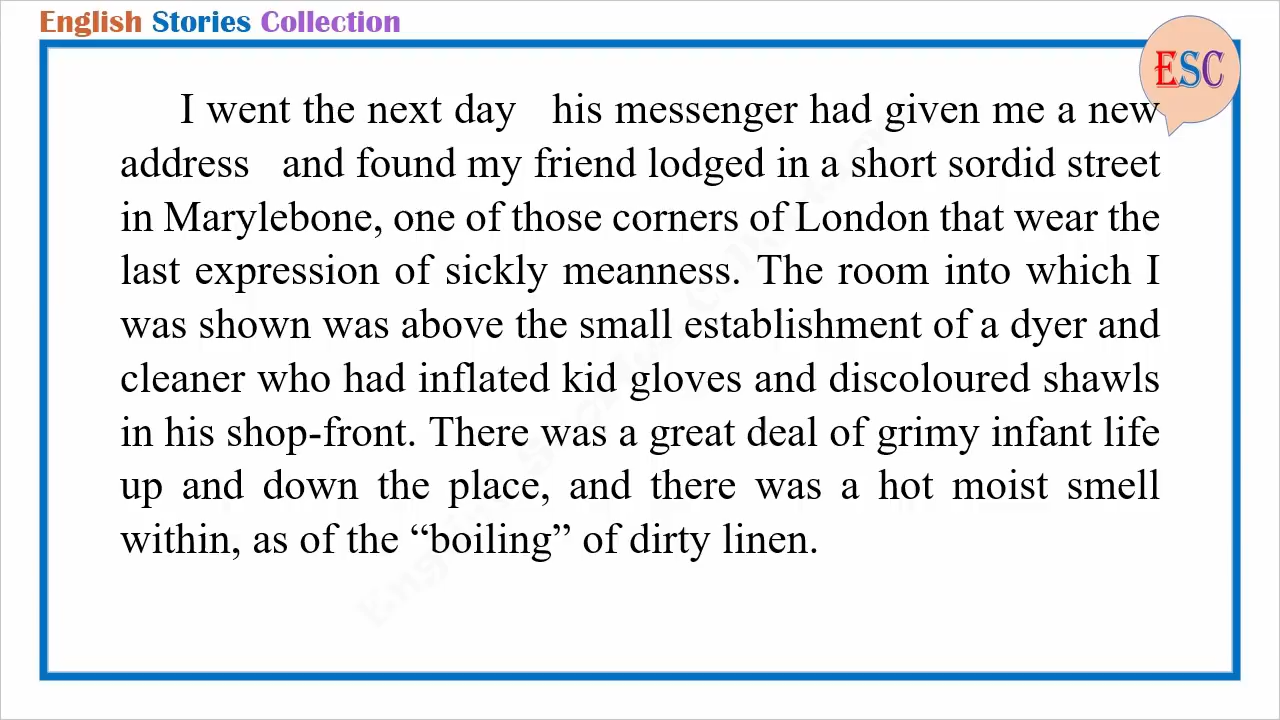 English Stories Collection
ESC
I went the next day   his messenger had given me a new
address   and found my friend lodged in a short sordid street
in Marylebone, one of those corners of London that wear the
last expression of sickly meanness. The room into which I
was shown was above the small establishment of a dyer and
cleaner who had inflated kid gloves and discoloured shawls
in his shop-front. There was a great deal of grimy infant life
up and down the place, and there was a hot moist smell
within, as of the “boiling” of dirty linen.